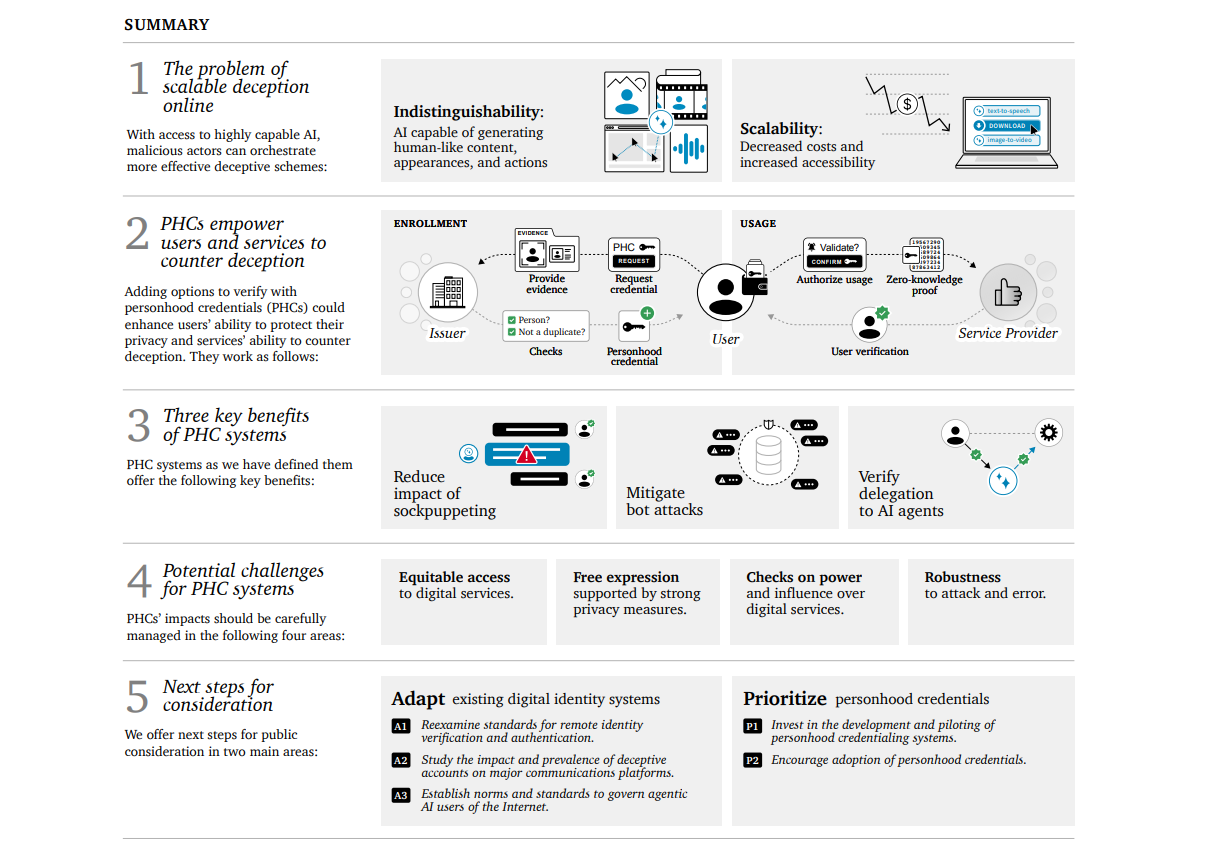 SUMMARY
1
The problem of
scalable deception
online
With access to highly capable AI,
malicious actors can orchestrate
more effective deceptive schemes:
Indistinguishability:
AI capable of generating
human-like content,
appearances, and actions
Scalability:
Decreased costs and
increased accessibility
$
text-to-speech
DOWNLOAD
image-to-video
2
PHCs empower
users and services to
counter deception
Adding options to verify with
personhood credentials (PHCs) could
enhance users' ability to protect their
privacy and services' ability to counter
deception. They work as follows:
ENROLLMENT
EVIDENCE
Provide
evidence
PHC
REQUEST
Request
credential
Issuer
Person?
Not a duplicate?
Checks
Personhood
credential
User
USAGE
Validate?
CONFIRM
Authorize usage
19567390
Zero-knowledge
proof
User verification
Service Provider
3
Three key benefits
of PHC systems
PHC systems as we have defined them
offer the following key benefits:
Reduce
impact of
sockpuppeting
Mitigate
bot attacks
Verify
delegation
to AI agents
4
Potential challenges
for PHC systems
PHCs' impacts should be carefully
managed in the following four areas:
Equitable access
to digital services.
Free expression
supported by strong
privacy measures.
Checks on power
and influence over
digital services.
Robustness
to attack and error.
5
Next steps for
consideration
We offer next steps for public
consideration in two main areas:
Adapt existing digital identity systems
A1 Reexamine standards for remote identity
verification and authentication.
A2 Study the impact and prevalence of deceptive
accounts on major communications platforms.
A3 Establish norms and standards to govern agentic
AI users of the Internet.
Prioritize personhood credentials
P1 Invest in the development and piloting of
personhood credentialing systems.
P2 Encourage adoption of personhood credentials.